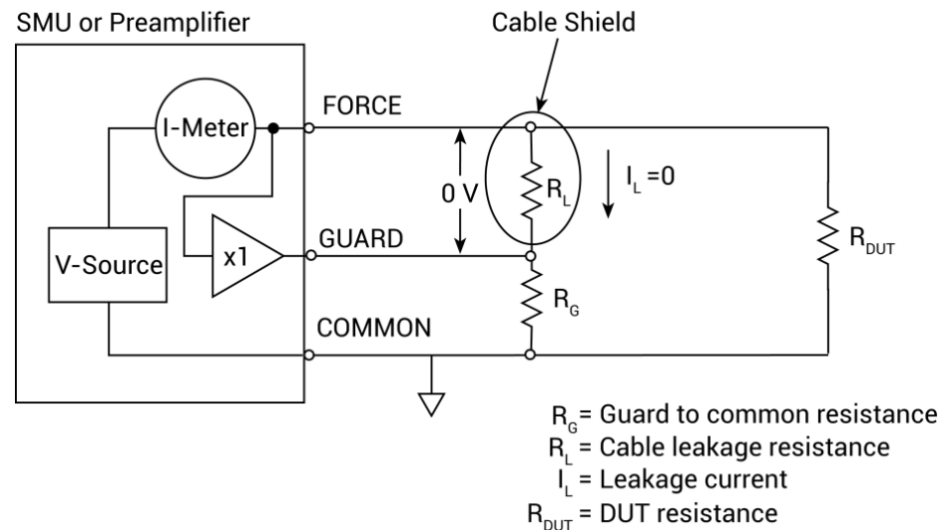 SMU or Preamplifier
Cable Shield
I-Meter
FORCE
0 V
R_L
I_L =0
R_DUT
V-Source
x1
GUARD
R_G
COMMON
R_G = Guard to common resistance
R_L = Cable leakage resistance
I_L = Leakage current
R_DUT = DUT resistance